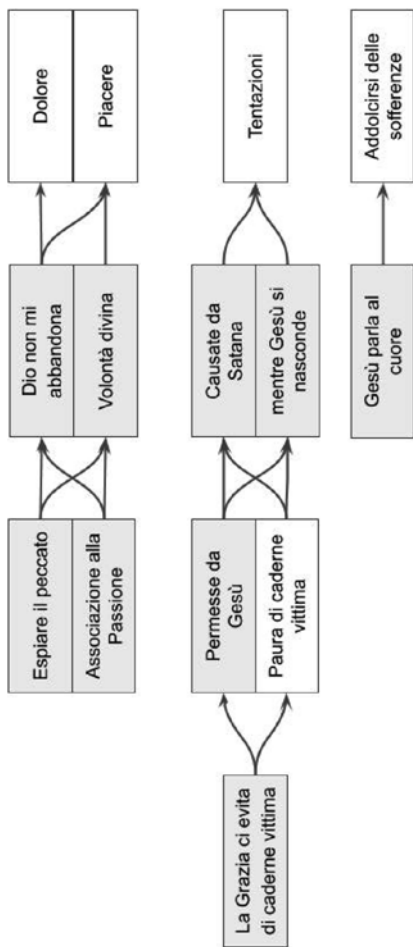 Espiare il peccato
Associazione alla
Passione
Dio non mi
abbandona
Volontà divina
Dolore
Piacere
La Grazia ci evita
di caderne vittima
Permesse da
Gesù
Paura di caderne
vittima
Causate da
Satana
mentre Gesù si
nasconde
Tentazioni
Gesù parla al
cuore
Addolcirsi delle
sofferenze